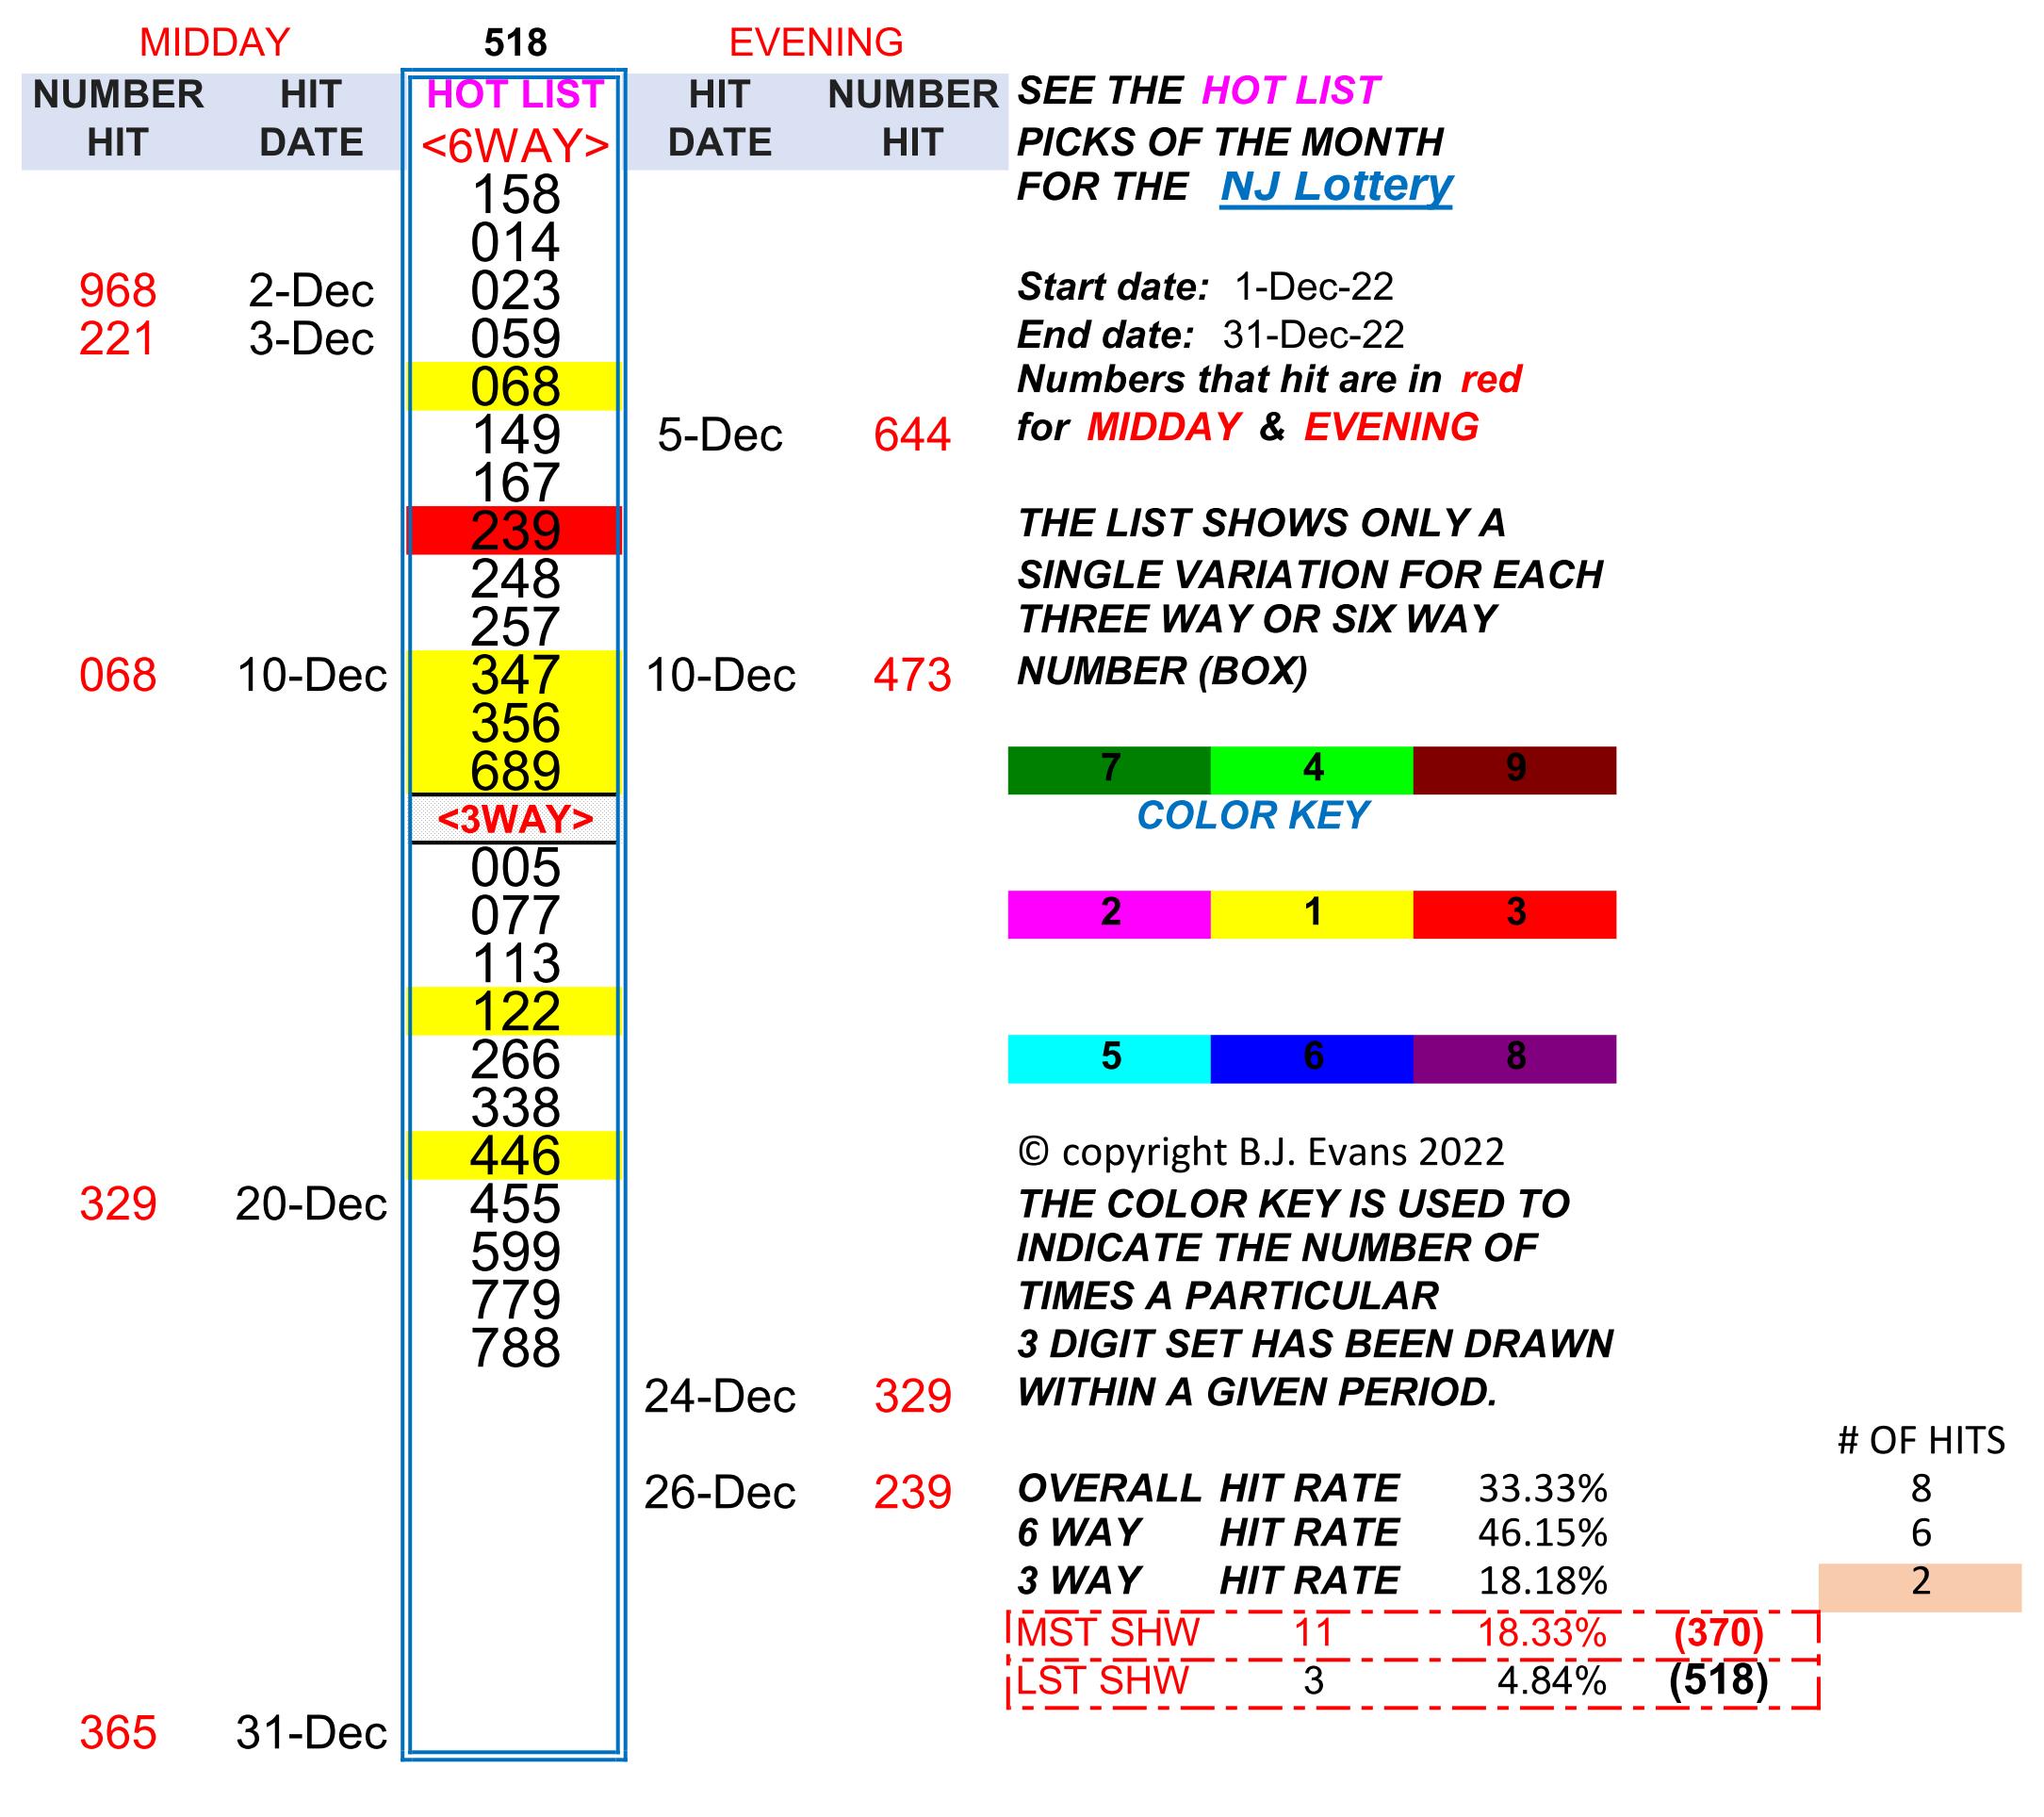 MIDDAY 518 EVENING
NUMBER HIT HOT LIST HIT NUMBER SEE THE HOT LIST
HIT DATE <6WAY> DATE HIT PICKS OF THE MONTH
158 FOR THE NJ Lottery
014
968 2-Dec 023 Start date: 1-Dec-22
221 3-Dec 059 End date: 31-Dec-22
068 Numbers that hit are in red
149 5-Dec 644 for MIDDAY & EVENING
167
239 THE LIST SHOWS ONLY A
248 SINGLE VARIATION FOR EACH
257 THREE WAY OR SIX WAY
068 10-Dec 347 10-Dec 473 NUMBER (BOX)
356
689 7 4 9
<3WAY> COLOR KEY
005
077 2 1 3
113
122
266 5 6 8
338
446 © copyright B.J. Evans 2022
329 20-Dec 455 THE COLOR KEY IS USED TO
599 INDICATE THE NUMBER OF
779 TIMES A PARTICULAR
788 3 DIGIT SET HAS BEEN DRAWN
24-Dec 329 WITHIN A GIVEN PERIOD.
# OF HITS
26-Dec 239 OVERALL HIT RATE 33.33% 8
6 WAY HIT RATE 46.15% 6
3 WAY HIT RATE 18.18% 2
MST SHW 11 18.33% (370)
LST SHW 3 4.84% (518)
365 31-Dec